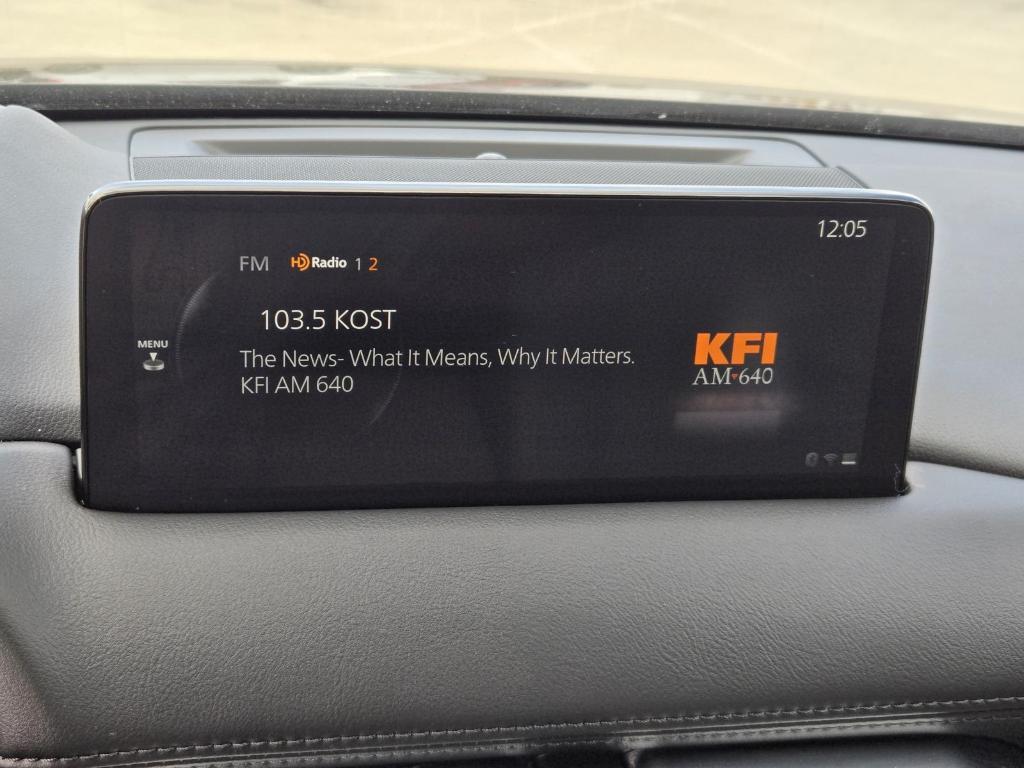 12:05
FM HD Radio 1 2
103.5 KOST
MENU
The News- What It Means, Why It Matters.
KFI AM 640
KFI
AM 640